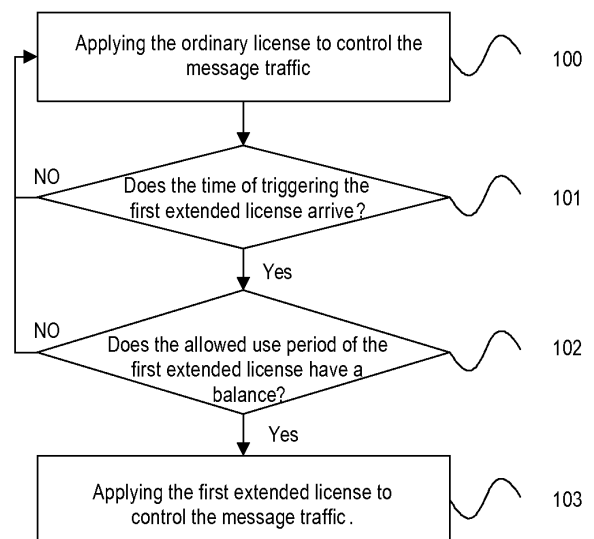 Applying the ordinary license to control the
message traffic
100
NO
Does the time of triggering the
first extended license arrive?
101
Yes
NO
Does the allowed use period of the
first extended license have a
balance?
102
Yes
Applying the first extended license to
control the message traffic.
103